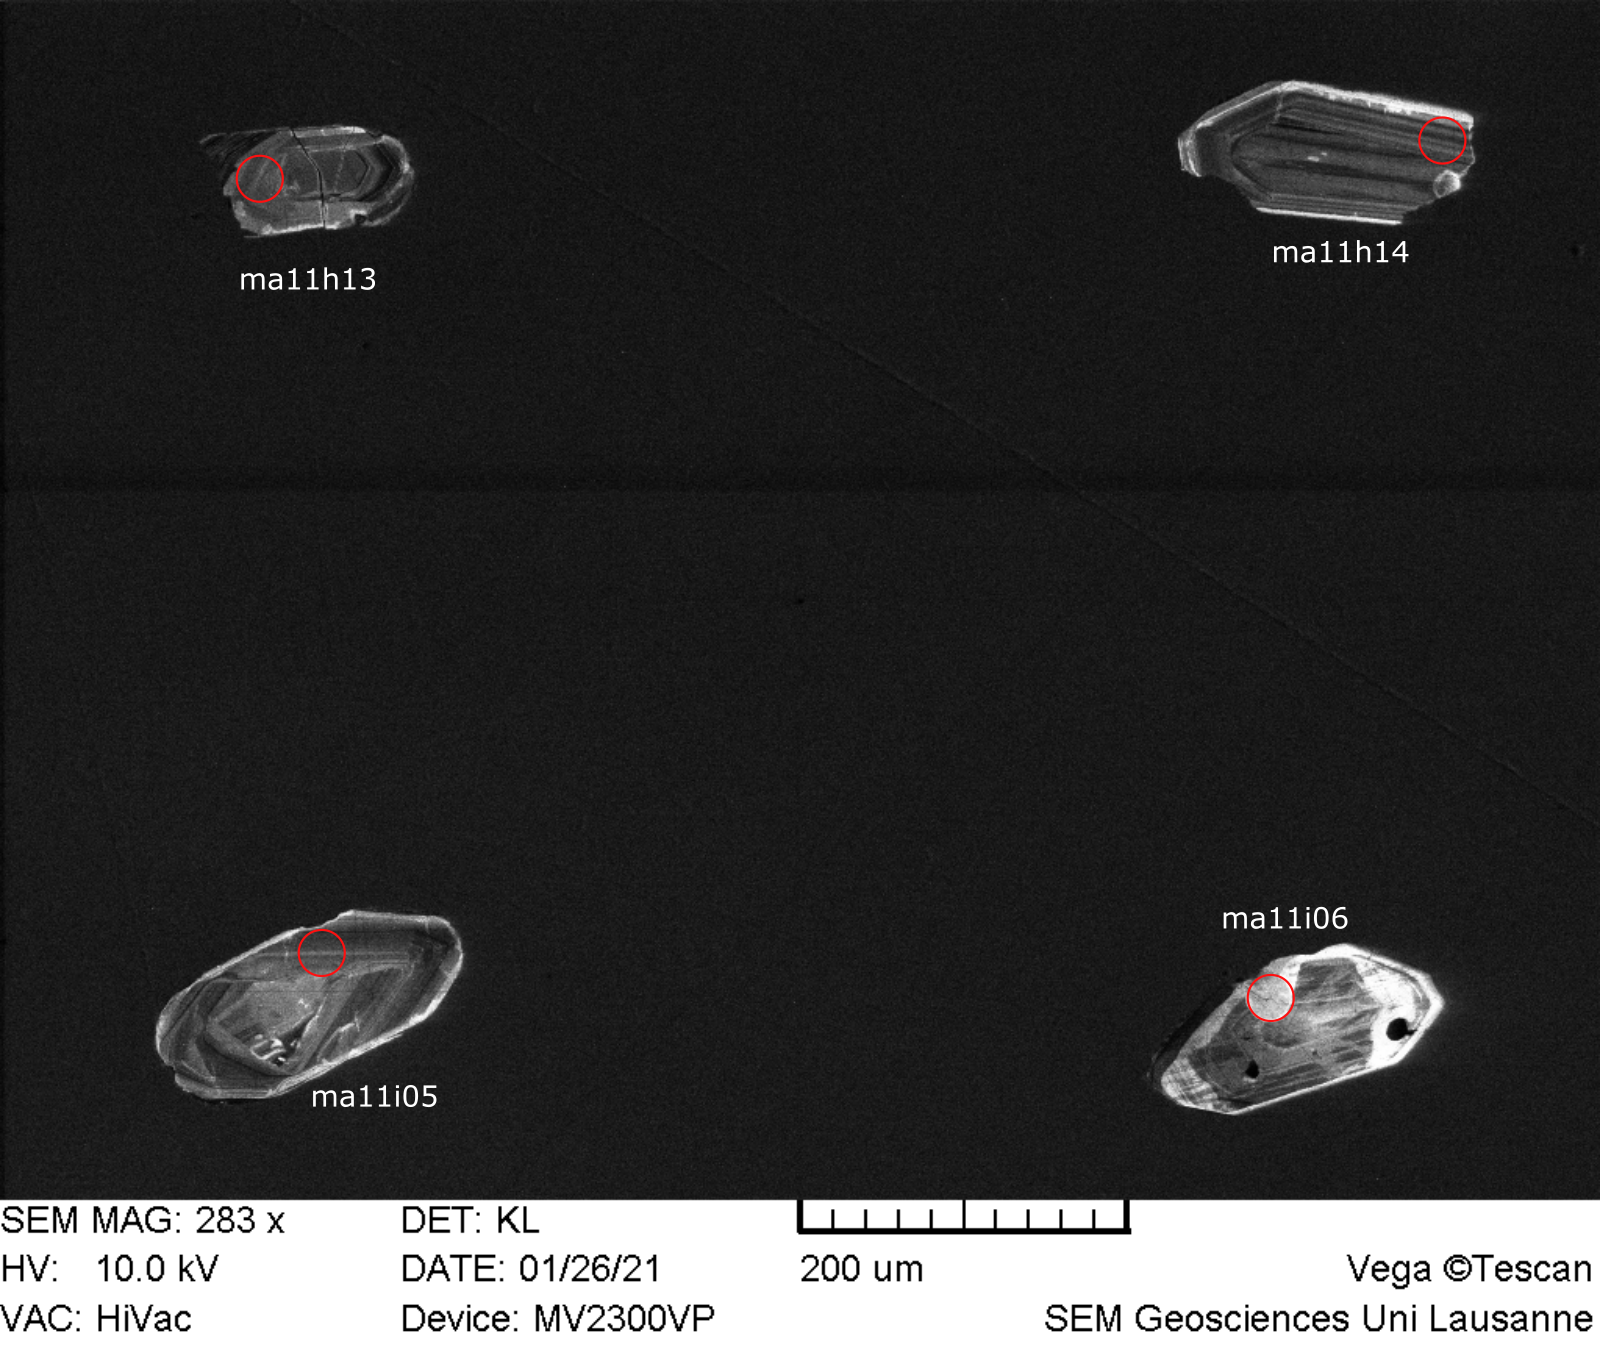 ma11h13
ma11h14
ma11i06
ma11i05
SEM MAG: 283 x
DET: KL
HV: 10.0 kV
DATE: 01/26/21
200 um
Vega ©Tescan
VAC: HiVac
Device: MV2300VP
SEM Geosciences Uni Lausanne